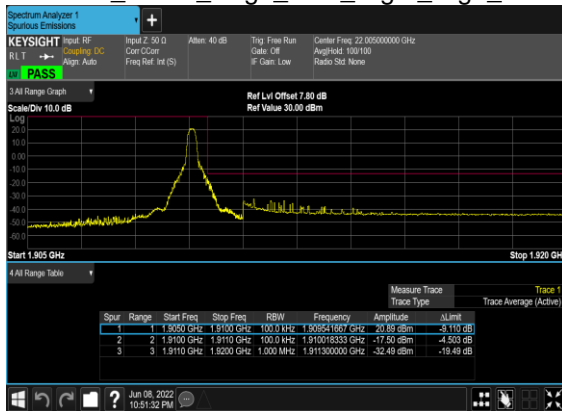 Spectrum Analyzer 1
Spurious Emissions
+
KEYSIGHT Input: RF Input Z: 50 Ω Atten: 40 dB Trig: Free Run Center Freq: 22.005000000 GHz
RLT Coupling: DC Corr CCorr Gate: Off Avg|Hold: 100/100
Align: Auto Freq Ref: Int (S) IF Gain: Low Radio Std: None
PASS
3 All Range Graph
Ref Lvl Offset 7.80 dB
Scale/Div 10.0 dB Ref Value 30.00 dBm
Log
20.0
10.0
0.00
-10.0
-20.0
-30.0
-40.0
-50.0
-60.0
Start 1.905 GHz Stop 1.920 GH
4 All Range Table
Measure Trace Trace 1
Trace Type Trace Average (Active)
Spur Range Start Freq Stop Freq RBW Frequency Amplitude ΔLimit
1 1 1.9050 GHz 1.9100 GHz 100.0 kHz 1.909541667 GHz 20.89 dBm -9.110 dB
2 2 1.9100 GHz 1.9110 GHz 100.0 kHz 1.910018333 GHz -17.50 dBm -4.503 dB
3 3 1.9110 GHz 1.9200 GHz 1.000 MHz 1.911300000 GHz -32.49 dBm -19.49 dB
? Jun 08, 2022
10:51:32 PM